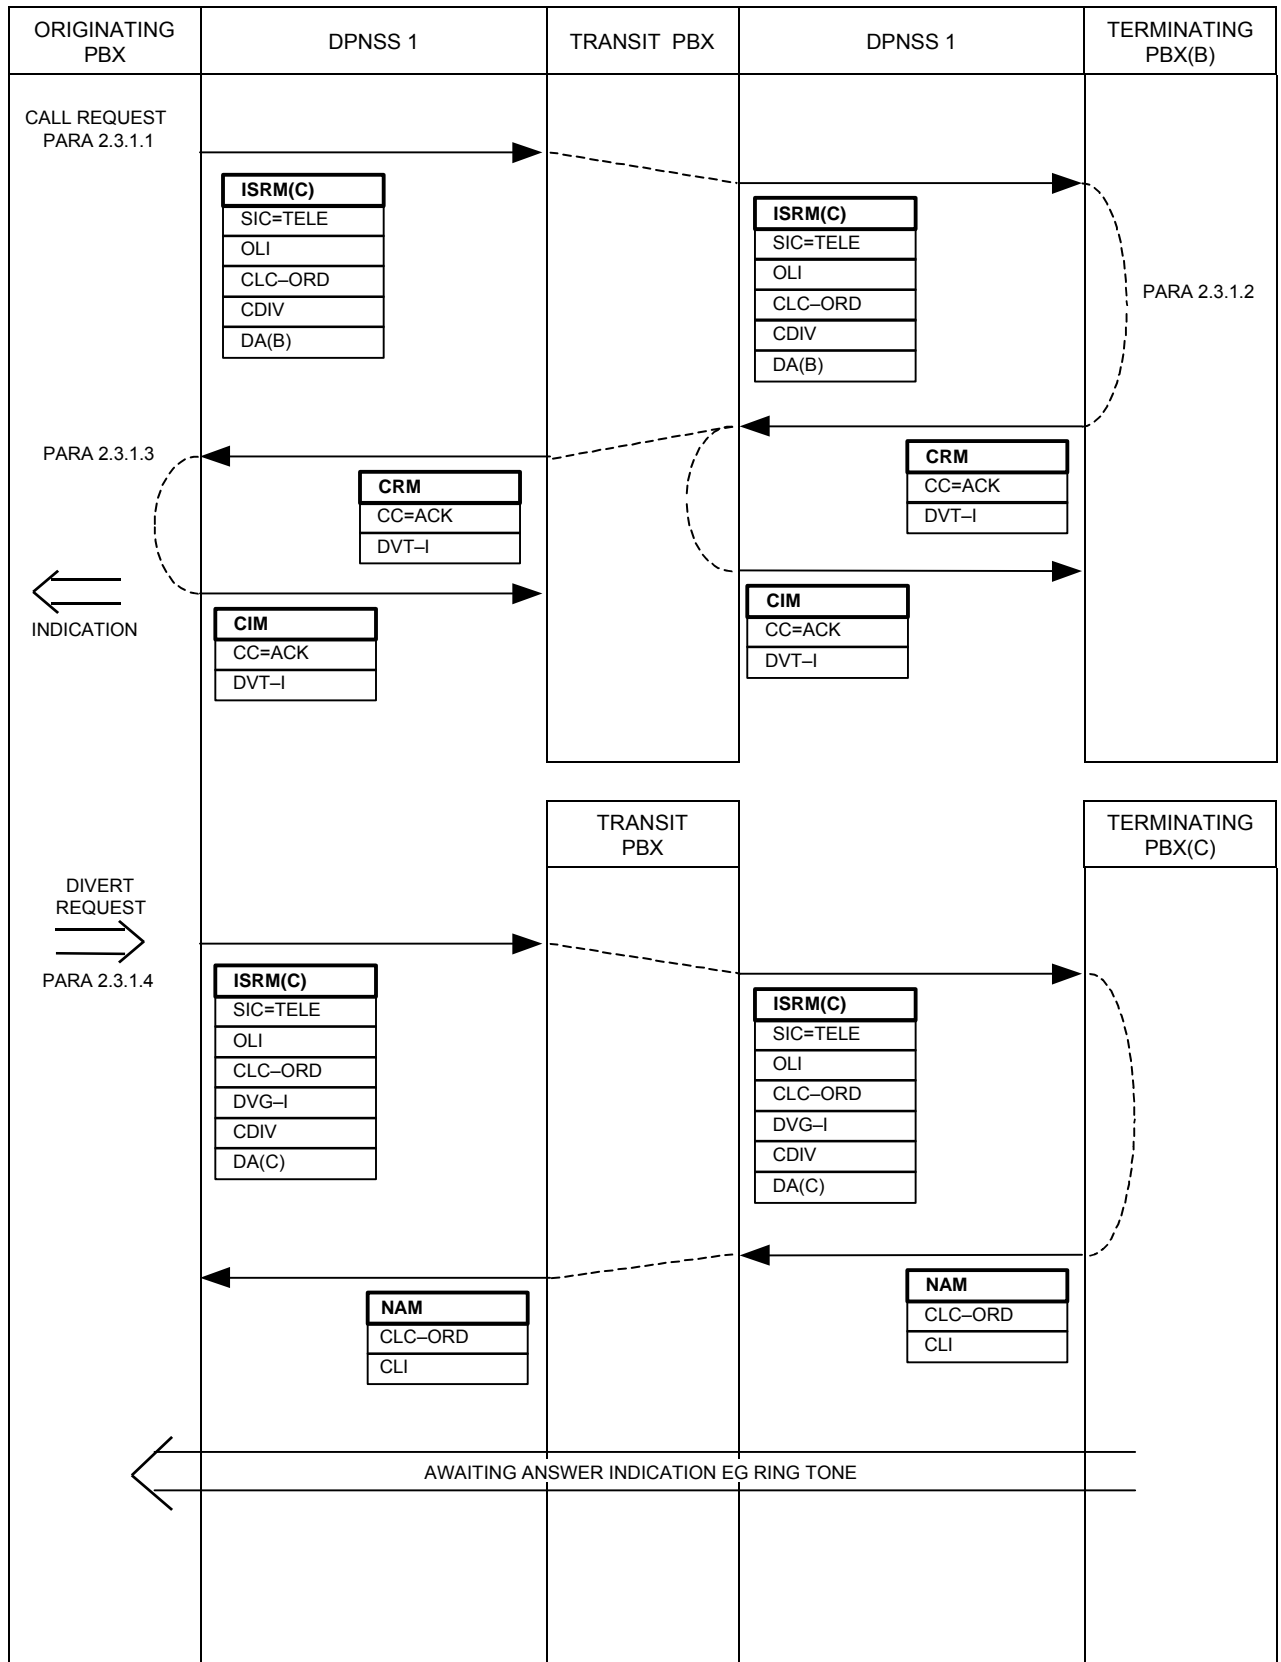 ORIGINATING
PBX
DPNSS 1
TRANSIT PBX
DPNSS 1
TERMINATING
PBX(B)
CALL REQUEST
PARA 2.3.1.1
ISRM(C)
SIC=TELE
OLI
CLC–ORD
CDIV
DA(B)
ISRM(C)
SIC=TELE
OLI
CLC–ORD
CDIV
DA(B)
PARA 2.3.1.2
PARA 2.3.1.3
CRM
CC=ACK
DVT–I
CRM
CC=ACK
DVT–I
INDICATION
CIM
CC=ACK
DVT–I
CIM
CC=ACK
DVT–I
TRANSIT
PBX
TERMINATING
PBX(C)
DIVERT
REQUEST
PARA 2.3.1.4
ISRM(C)
SIC=TELE
OLI
CLC–ORD
DVG–I
CDIV
DA(C)
ISRM(C)
SIC=TELE
OLI
CLC–ORD
DVG–I
CDIV
DA(C)
NAM
CLC–ORD
CLI
NAM
CLC–ORD
CLI
AWAITING ANSWER INDICATION EG RING TONE